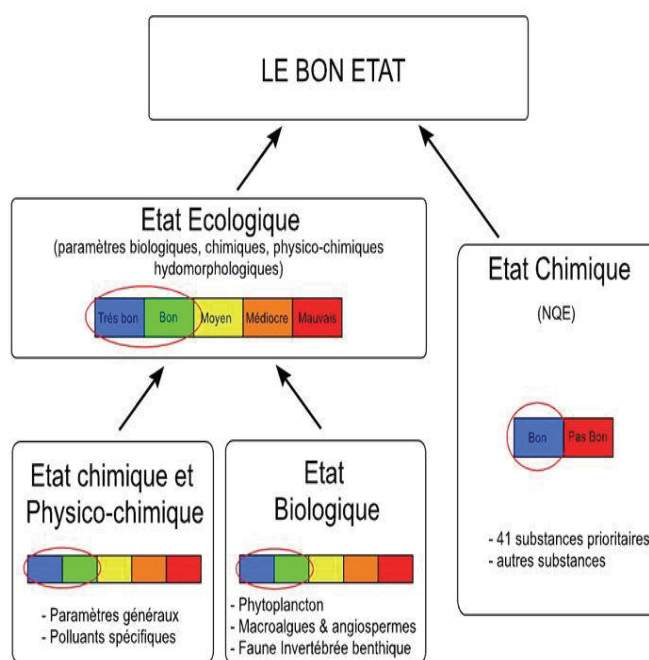 LE BON ETAT
Etat Ecologique
(paramètres biologiques, chimiques, physico-chimiques
hydomorphologiques)
Trés bon Bon Moyen Médiocre Mauvais
Etat Chimique
(NQE)
Bon Pas Bon
- 41 substances prioritaires
- autres substances
Etat chimique et
Physico-chimique
- Paramètres généraux
- Polluants spécifiques
Etat
Biologique
- Phytoplancton
- Macroalgues & angiospermes
- Faune Invertébrée benthique